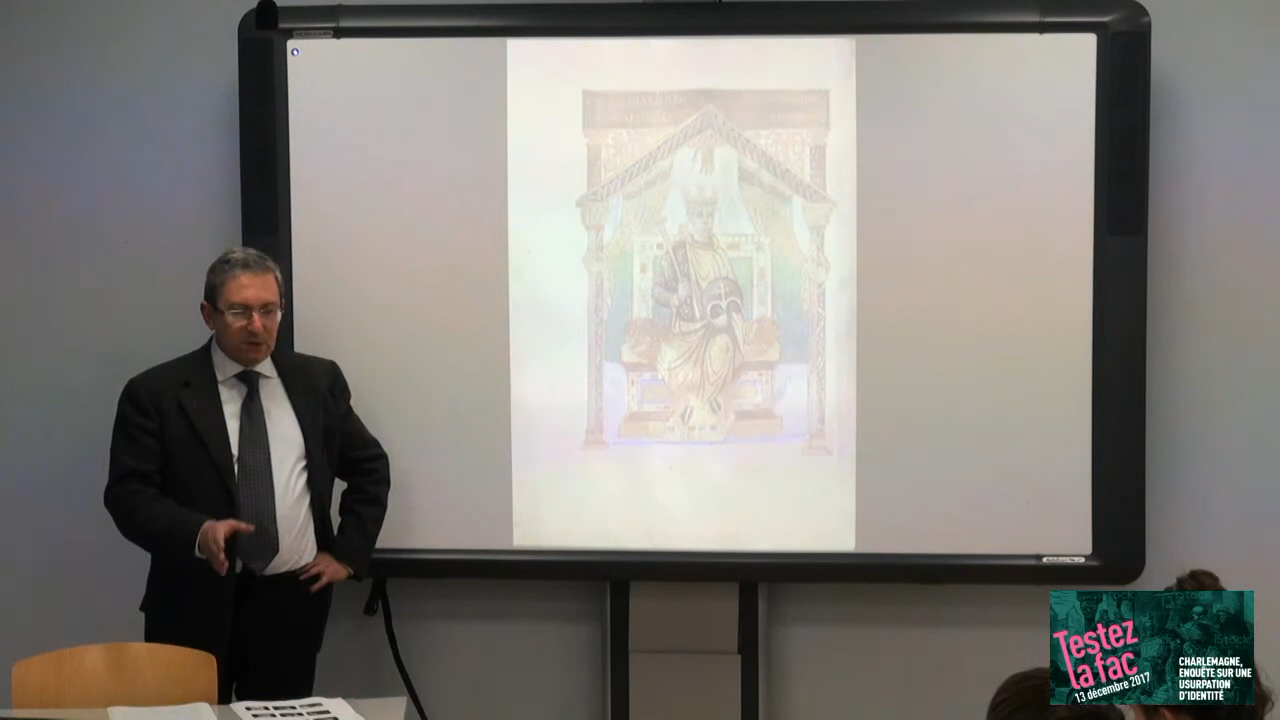 Testez
la fac
13 décembre 2017
CHARLEMAGNE,
ENQUÊTE SUR UNE
USURPATION
D'IDENTITÉ